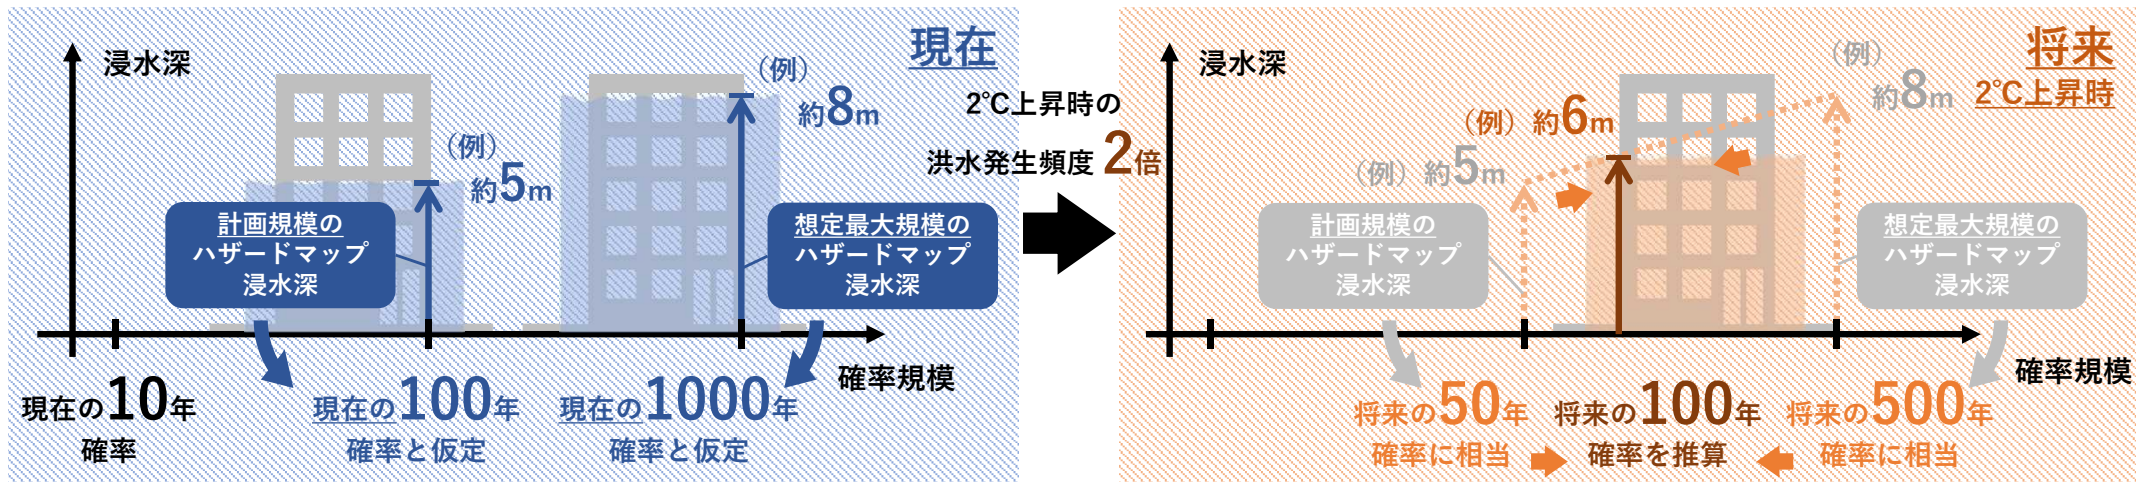 現在
浸水深
(例)
約8m
(例)
約5m
計画規模の
ハザードマップ
浸水深
想定最大規模の
ハザードマップ
浸水深
確率規模
現在の10年
確率
現在の100年
確率と仮定
現在の1000年
確率と仮定
2℃上昇時の
洪水発生頻度 2倍
将来
2℃上昇時
浸水深
(例)
約8m
(例) 約6m
(例) 約5m
計画規模の
ハザードマップ
浸水深
想定最大規模の
ハザードマップ
浸水深
確率規模
将来の50年
確率に相当
将来の100年
確率を推算
将来の500年
確率に相当